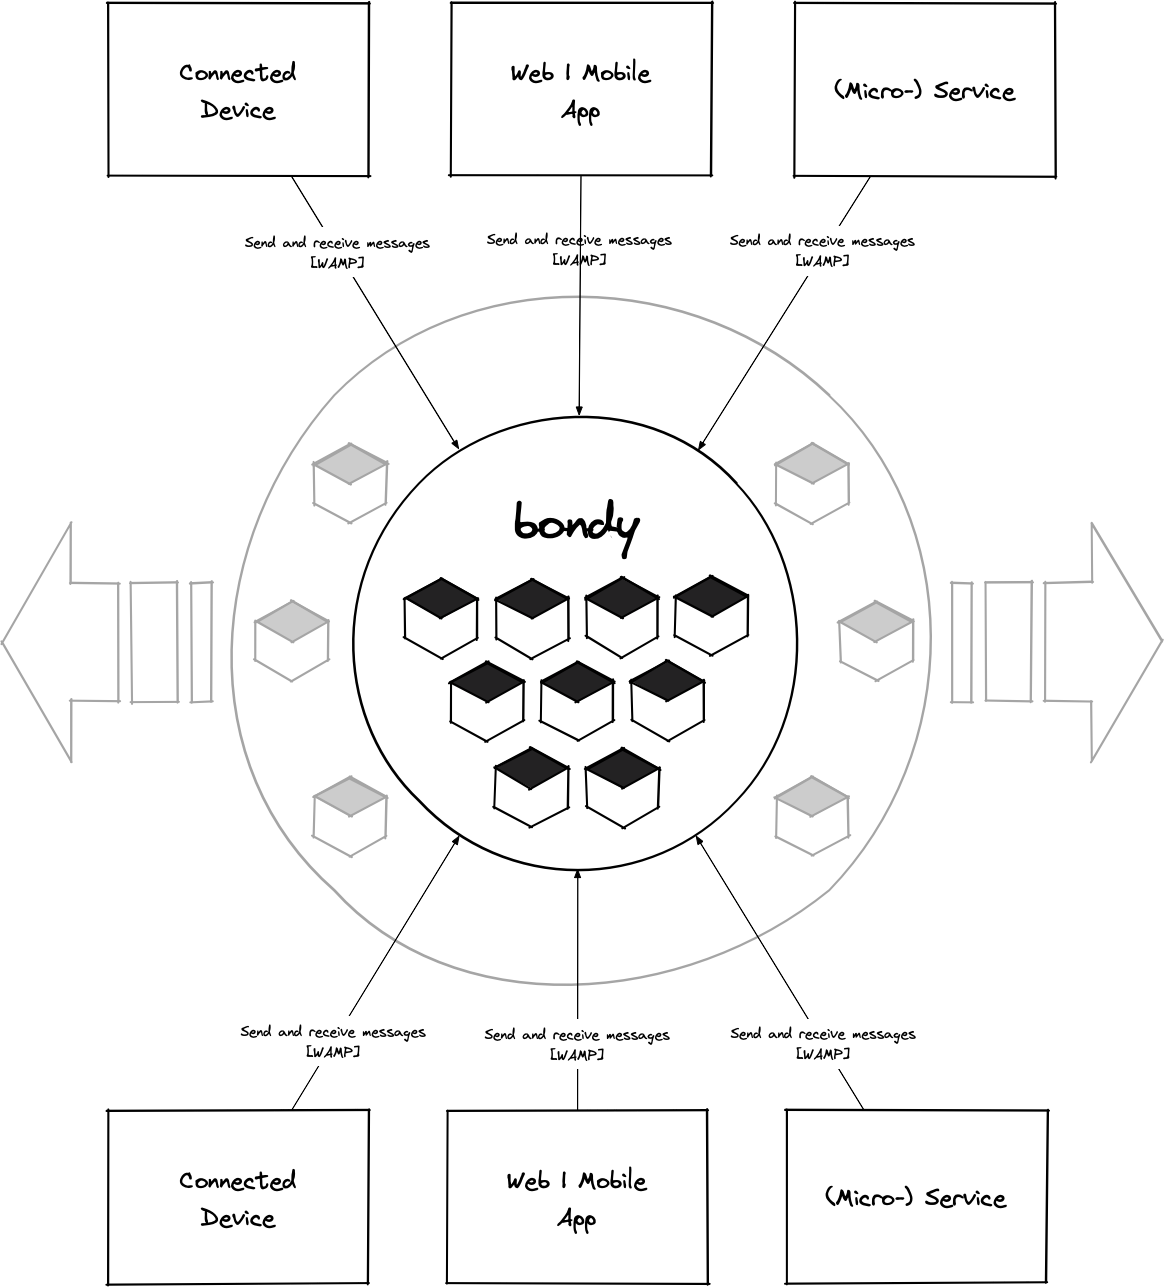 Connected
Device
Web | Mobile
App
(Micro-) Service
Send and receive messages
[WAMP]
Send and receive messages
[WAMP]
Send and receive messages
[WAMP]
bondy
Send and receive messages
[WAMP]
Send and receive messages
[WAMP]
Send and receive messages
[WAMP]
Connected
Device
Web | Mobile
App
(Micro-) Service